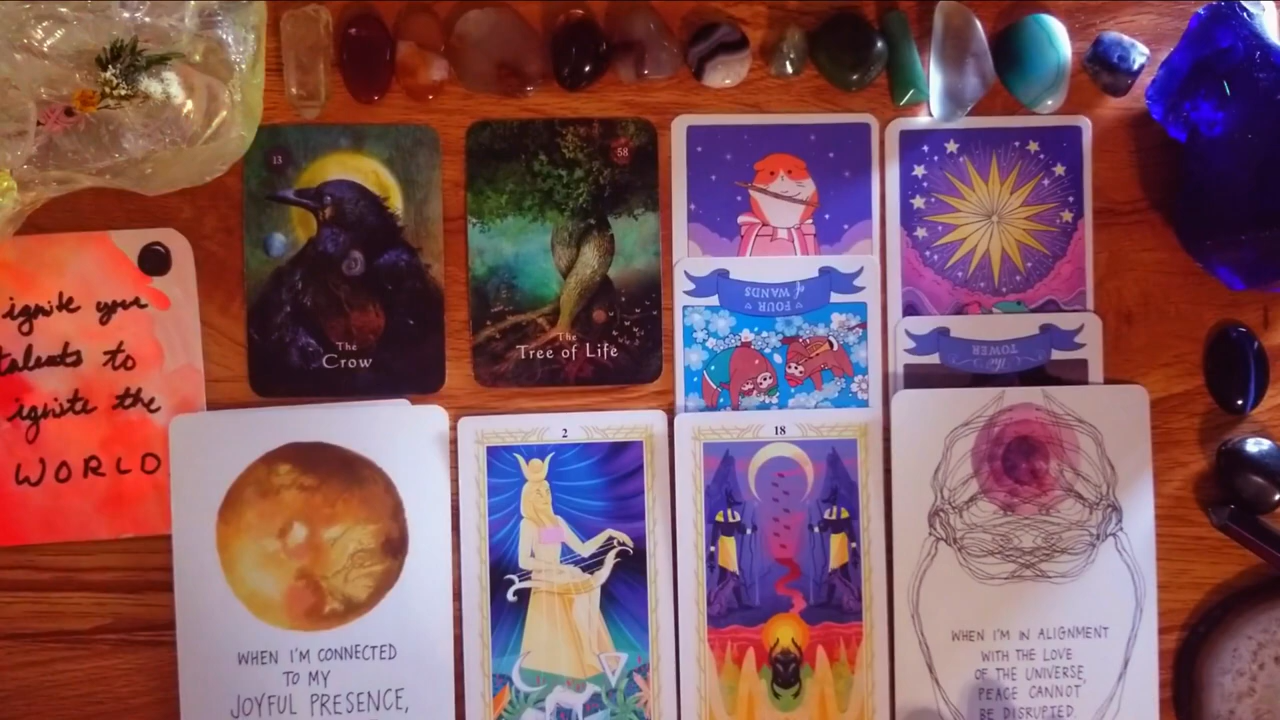 13
The
Crow
58
The
Tree of Life
FOUR
of WANDS
The
TOWER
ignite your
talents to
ignite the
WORLD
WHEN I'M CONNECTED
TO MY
JOYFUL PRESENCE,
2
18
WHEN I'M IN ALIGNMENT
WITH THE LOVE
OF THE UNIVERSE,
PEACE CANNOT
BE DISRUPTED